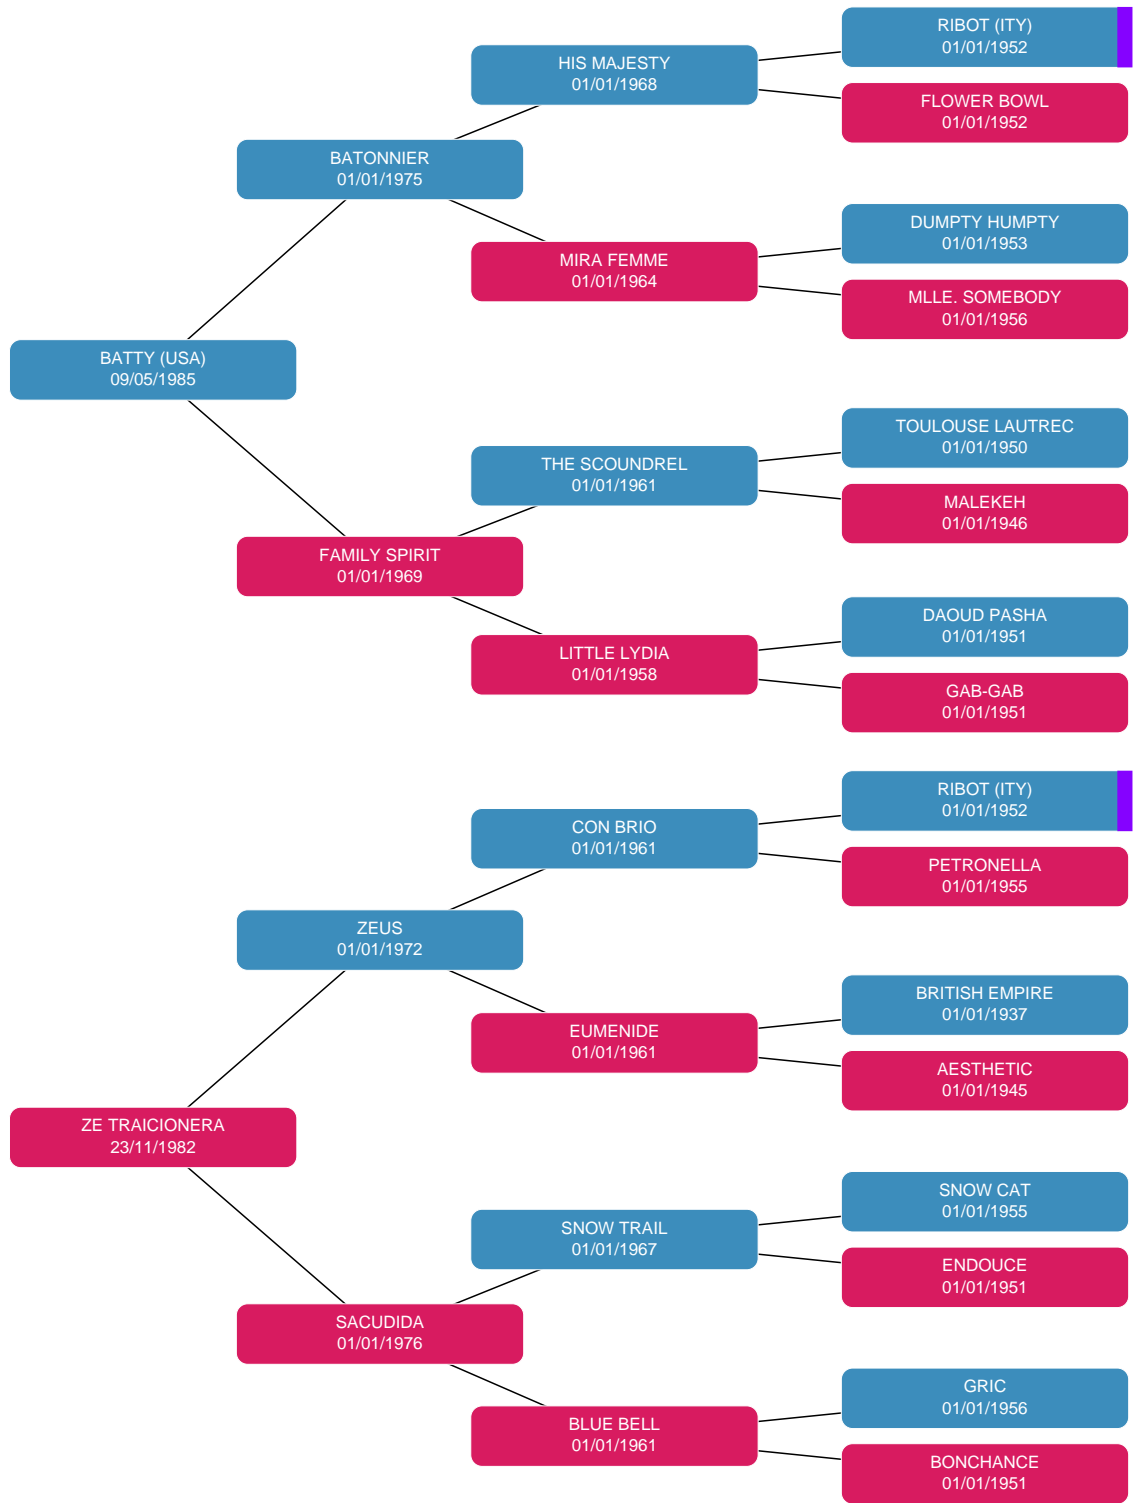 RIBOT (ITY)
01/01/1952
HIS MAJESTY
01/01/1968
FLOWER BOWL
01/01/1952
BATONNIER
01/01/1975
DUMPTY HUMPTY
01/01/1953
MIRA FEMME
01/01/1964
MLLE. SOMEBODY
01/01/1956
BATTY (USA)
09/05/1985
TOULOUSE LAUTREC
01/01/1950
THE SCOUNDREL
01/01/1961
MALEKEH
01/01/1946
FAMILY SPIRIT
01/01/1969
DAOUD PASHA
01/01/1951
LITTLE LYDIA
01/01/1958
GAB-GAB
01/01/1951
RIBOT (ITY)
01/01/1952
CON BRIO
01/01/1961
PETRONELLA
01/01/1955
ZEUS
01/01/1972
BRITISH EMPIRE
01/01/1937
EUMENIDE
01/01/1961
AESTHETIC
01/01/1945
ZE TRAICIONERA
23/11/1982
SNOW CAT
01/01/1955
SNOW TRAIL
01/01/1967
ENDOUCE
01/01/1951
SACUDIDA
01/01/1976
GRIC
01/01/1956
BLUE BELL
01/01/1961
BONCHANCE
01/01/1951